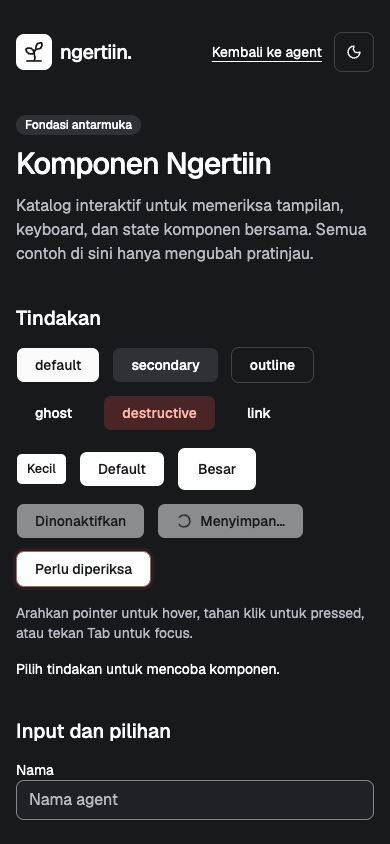 ngertiin.
Kembali ke agent
Fondasi antarmuka
Komponen Ngertiin
Katalog interaktif untuk memeriksa tampilan,
keyboard, dan state komponen bersama. Semua
contoh di sini hanya mengubah pratinjau.
Tindakan
default
secondary
outline
ghost
destructive
link
Kecil
Default
Besar
Dinonaktifkan
Menyimpan...
Perlu diperiksa
Arahkan pointer untuk hover, tahan klik untuk pressed,
atau tekan Tab untuk focus.
Pilih tindakan untuk mencoba komponen.
Input dan pilihan
Nama
Nama agent